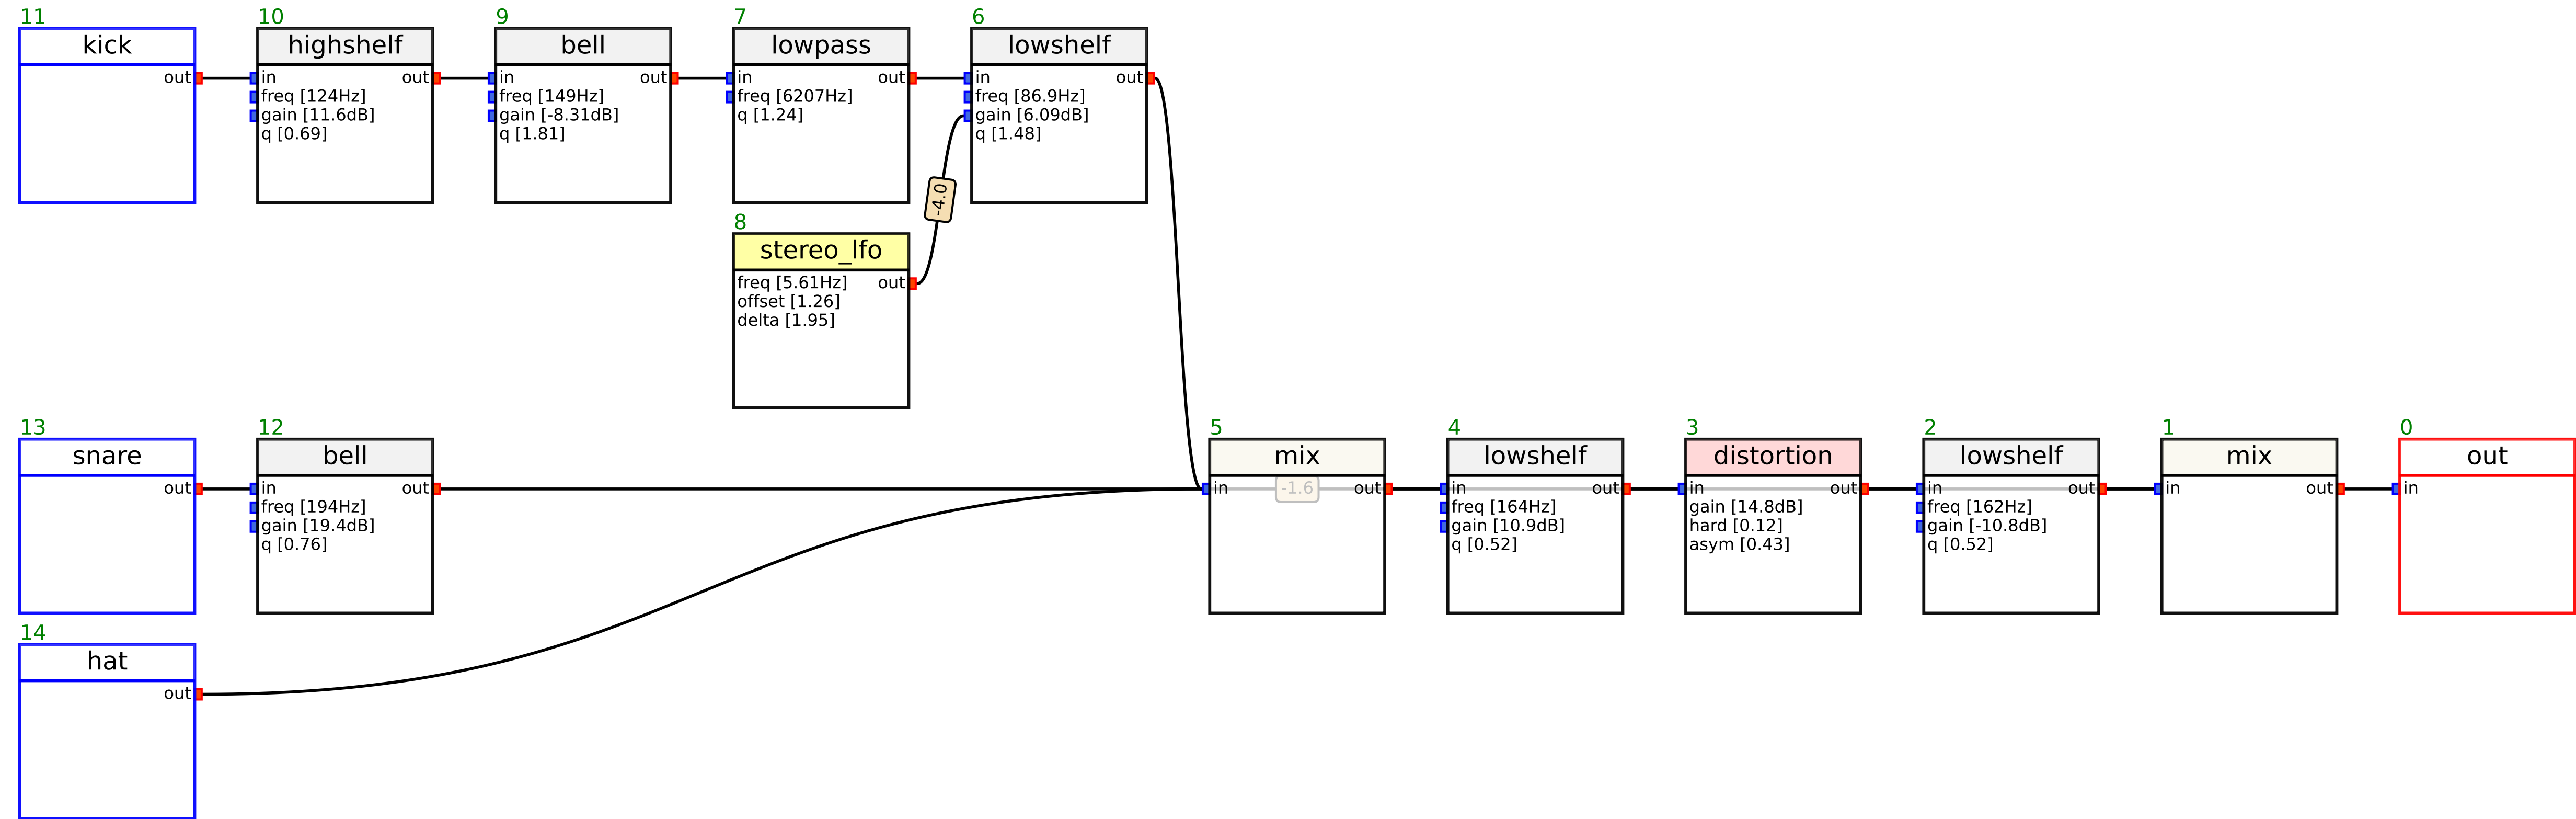 11
kick
out
10
highshelf
in out
freq [124Hz]
gain [11.6dB]
q [0.69]
9
bell
in out
freq [149Hz]
gain [-8.31dB]
q [1.81]
7
lowpass
in out
freq [6207Hz]
q [1.24]
6
lowshelf
in out
freq [86.9Hz]
gain [6.09dB]
q [1.48]
-4.0
8
stereo_lfo
freq [5.61Hz] out
offset [1.26]
delta [1.95]
13
snare
out
12
bell
in out
freq [194Hz]
gain [19.4dB]
q [0.76]
5
mix
in -1.6 out
4
lowshelf
in out
freq [164Hz]
gain [10.9dB]
q [0.52]
3
distortion
in out
gain [14.8dB]
hard [0.12]
asym [0.43]
2
lowshelf
in out
freq [162Hz]
gain [-10.8dB]
q [0.52]
1
mix
in out
0
out
in
14
hat
out